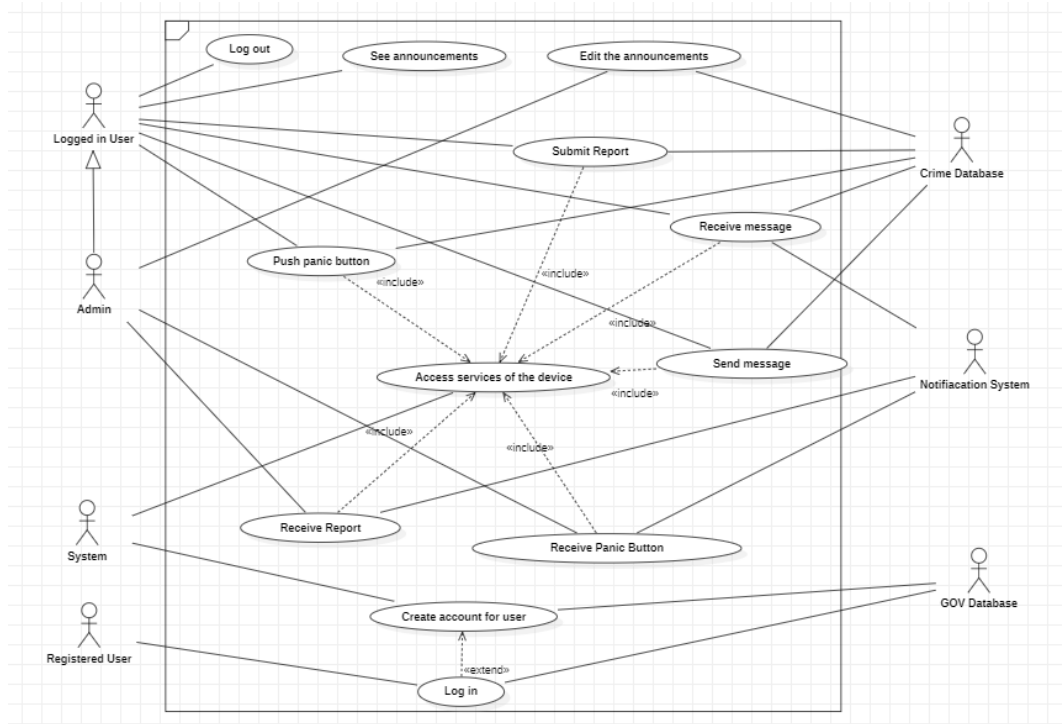 Log out
See announcements
Edit the announcements
Logged in User
Submit Report
Crime Database
Receive message
Push panic button
«include»
«include»
Admin
«include»
Send message
Access services of the device
Notifiacation System
«include»
«include»
«include»
Receive Report
Receive Panic Button
System
GOV Database
Create account for user
Registered User
«extend»
Log in